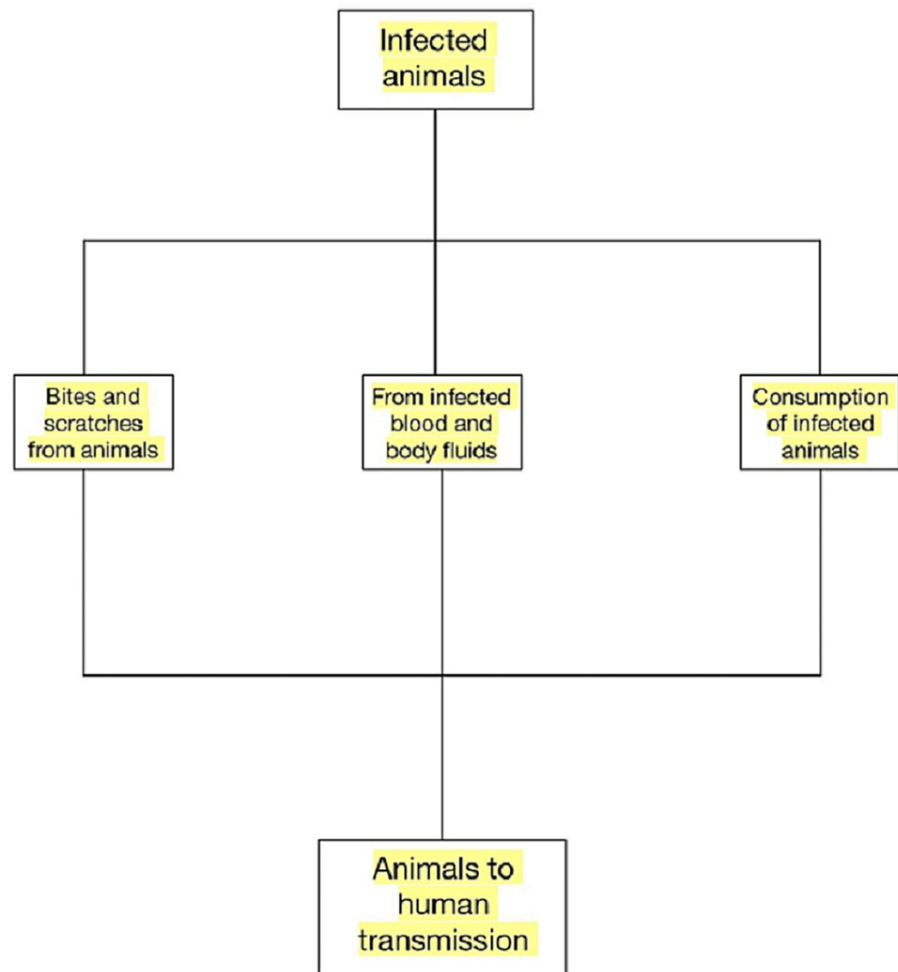 Infected
animals
Bites and
scratches
from animals
From infected
blood and
body fluids
Consumption
of infected
animals
Animals to
human
transmission